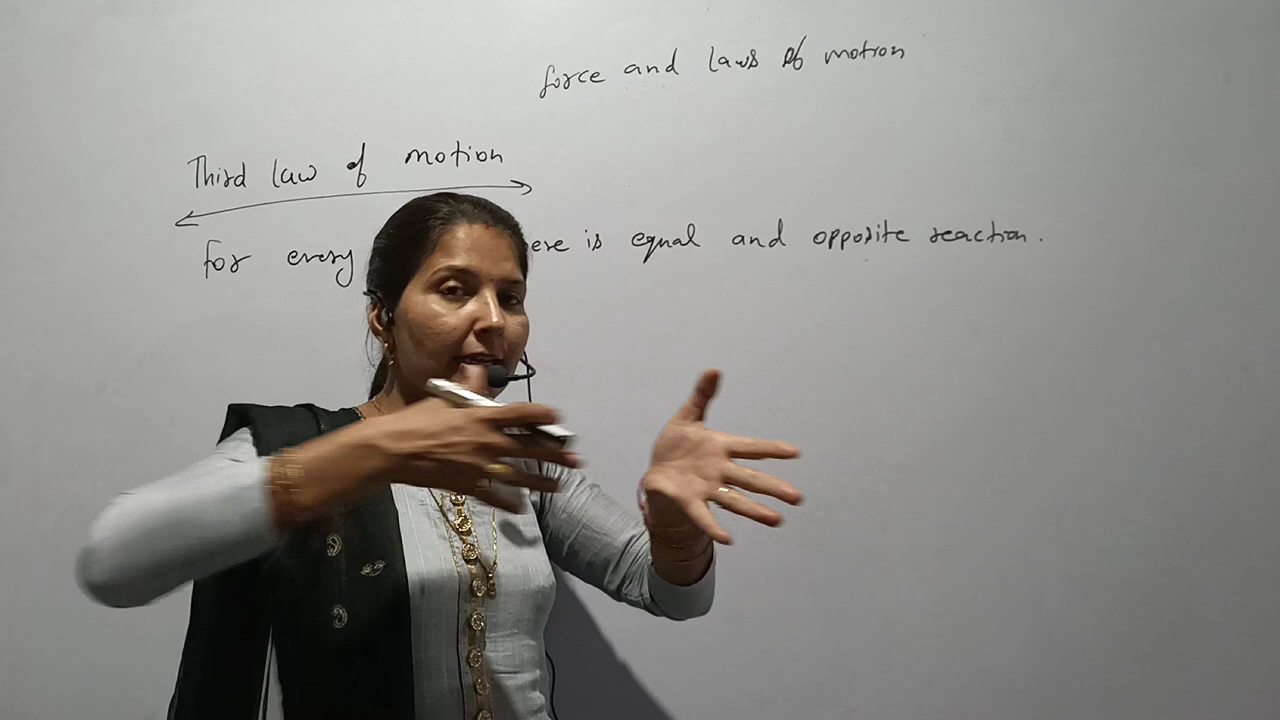 force and laws of motion
Third law of motion
for every ere is equal and opposite reaction.